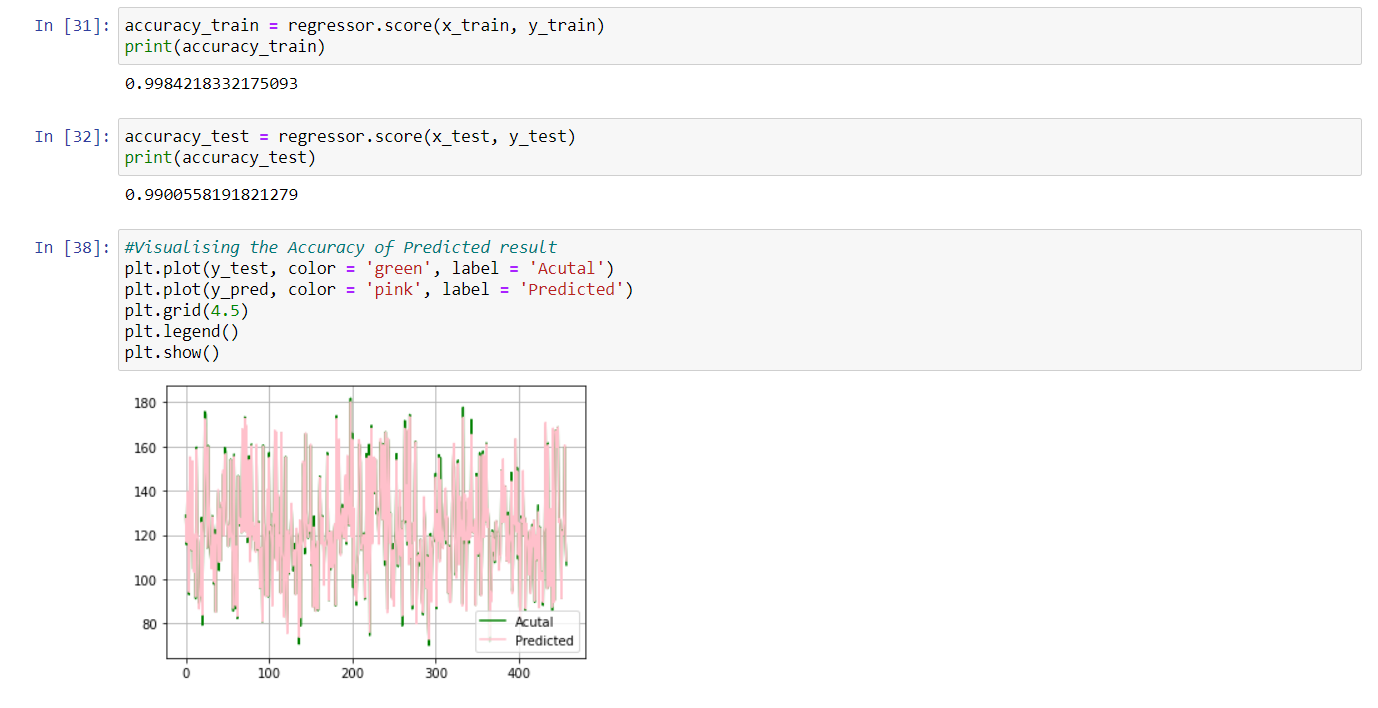 In [31]: accuracy_train = regressor.score(x_train, y_train)
print(accuracy_train)
0.9984218332175093
In [32]: accuracy_test = regressor.score(x_test, y_test)
print(accuracy_test)
0.9900558191821279
In [38]: #Visualising the Accuracy of Predicted result
plt.plot(y_test, color = 'green', label = 'Acutal')
plt.plot(y_pred, color = 'pink', label = 'Predicted')
plt.grid(4.5)
plt.legend()
plt.show()
180
160
140
120
100
80
Acutal
Predicted
0 100 200 300 400